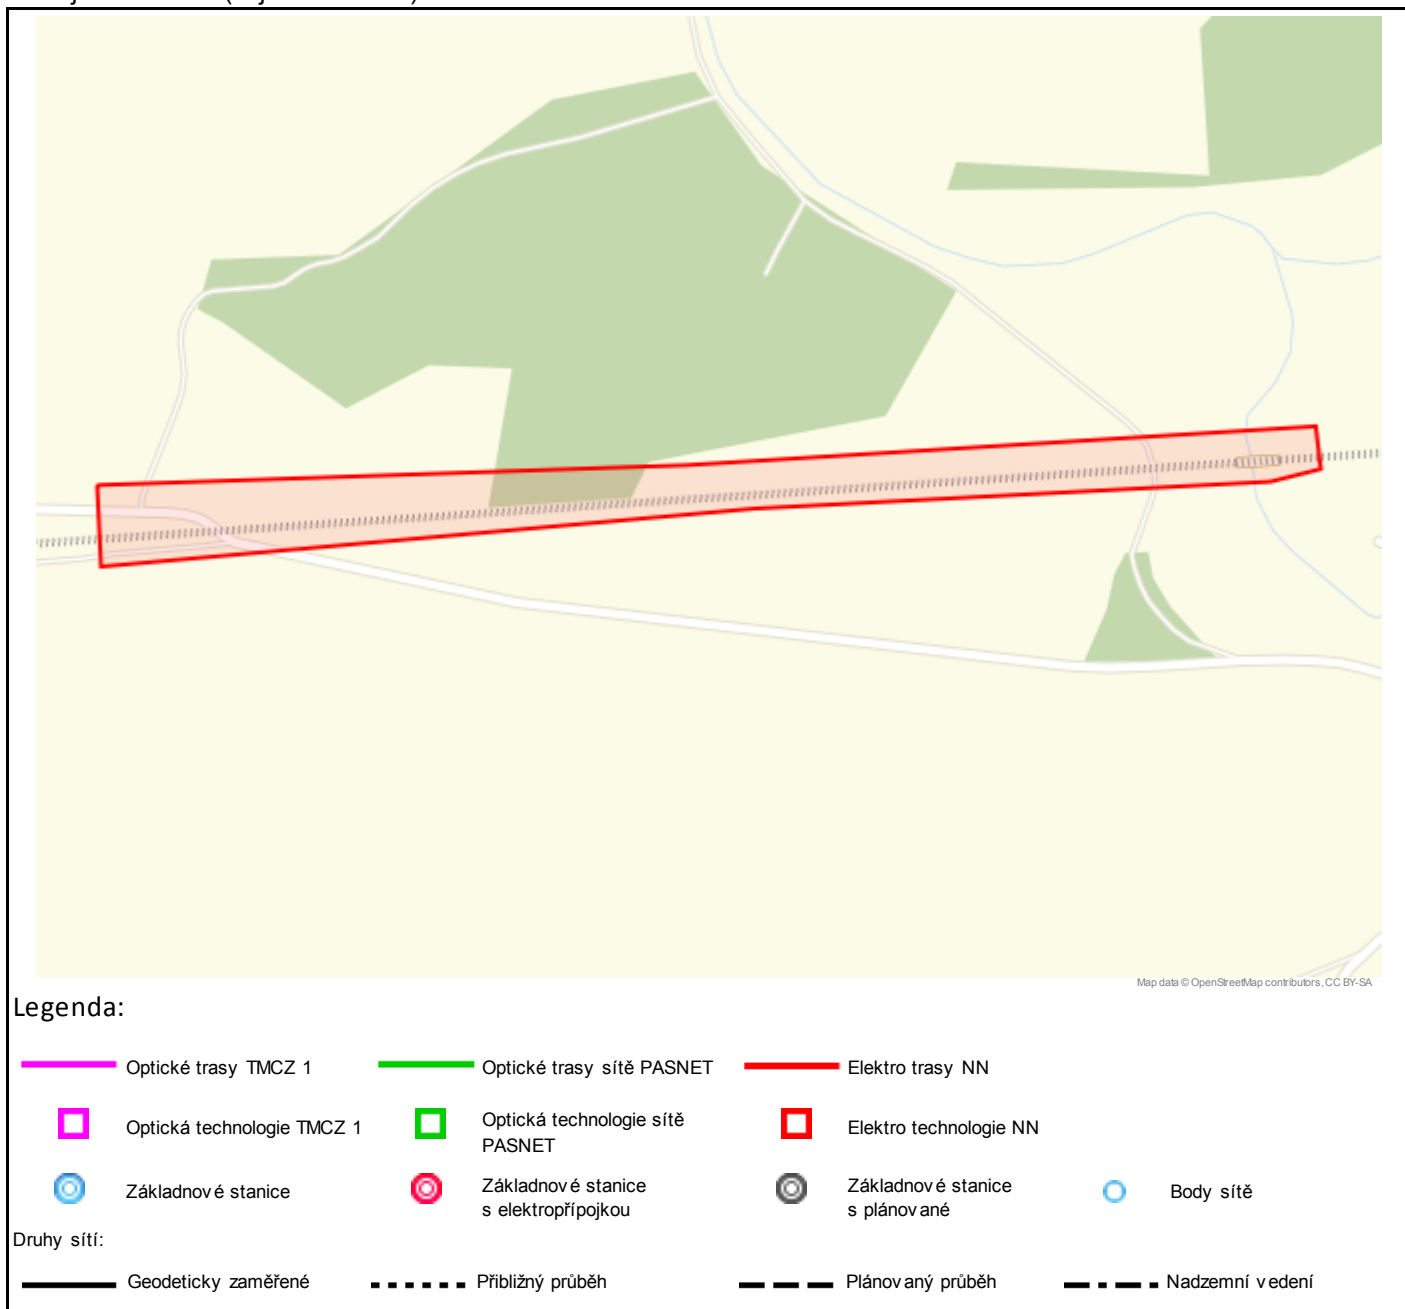 Map data © OpenStreetMap contributors, CC BY-SA
Legenda:
Optické trasy TMCZ 1
Optické trasy sítě PASNET
Elektro trasy NN
Optická technologie TMCZ 1
Optická technologie sítě
PASNET
Elektro technologie NN
Základnové stanice
Základnové stanice
s elektropřípojkou
Základnové stanice
s plánované
Body sítě
Druhy sítí:
Geodeticky zaměřené
Přibližný průběh
Plánovaný průběh
Nadzemní vedení